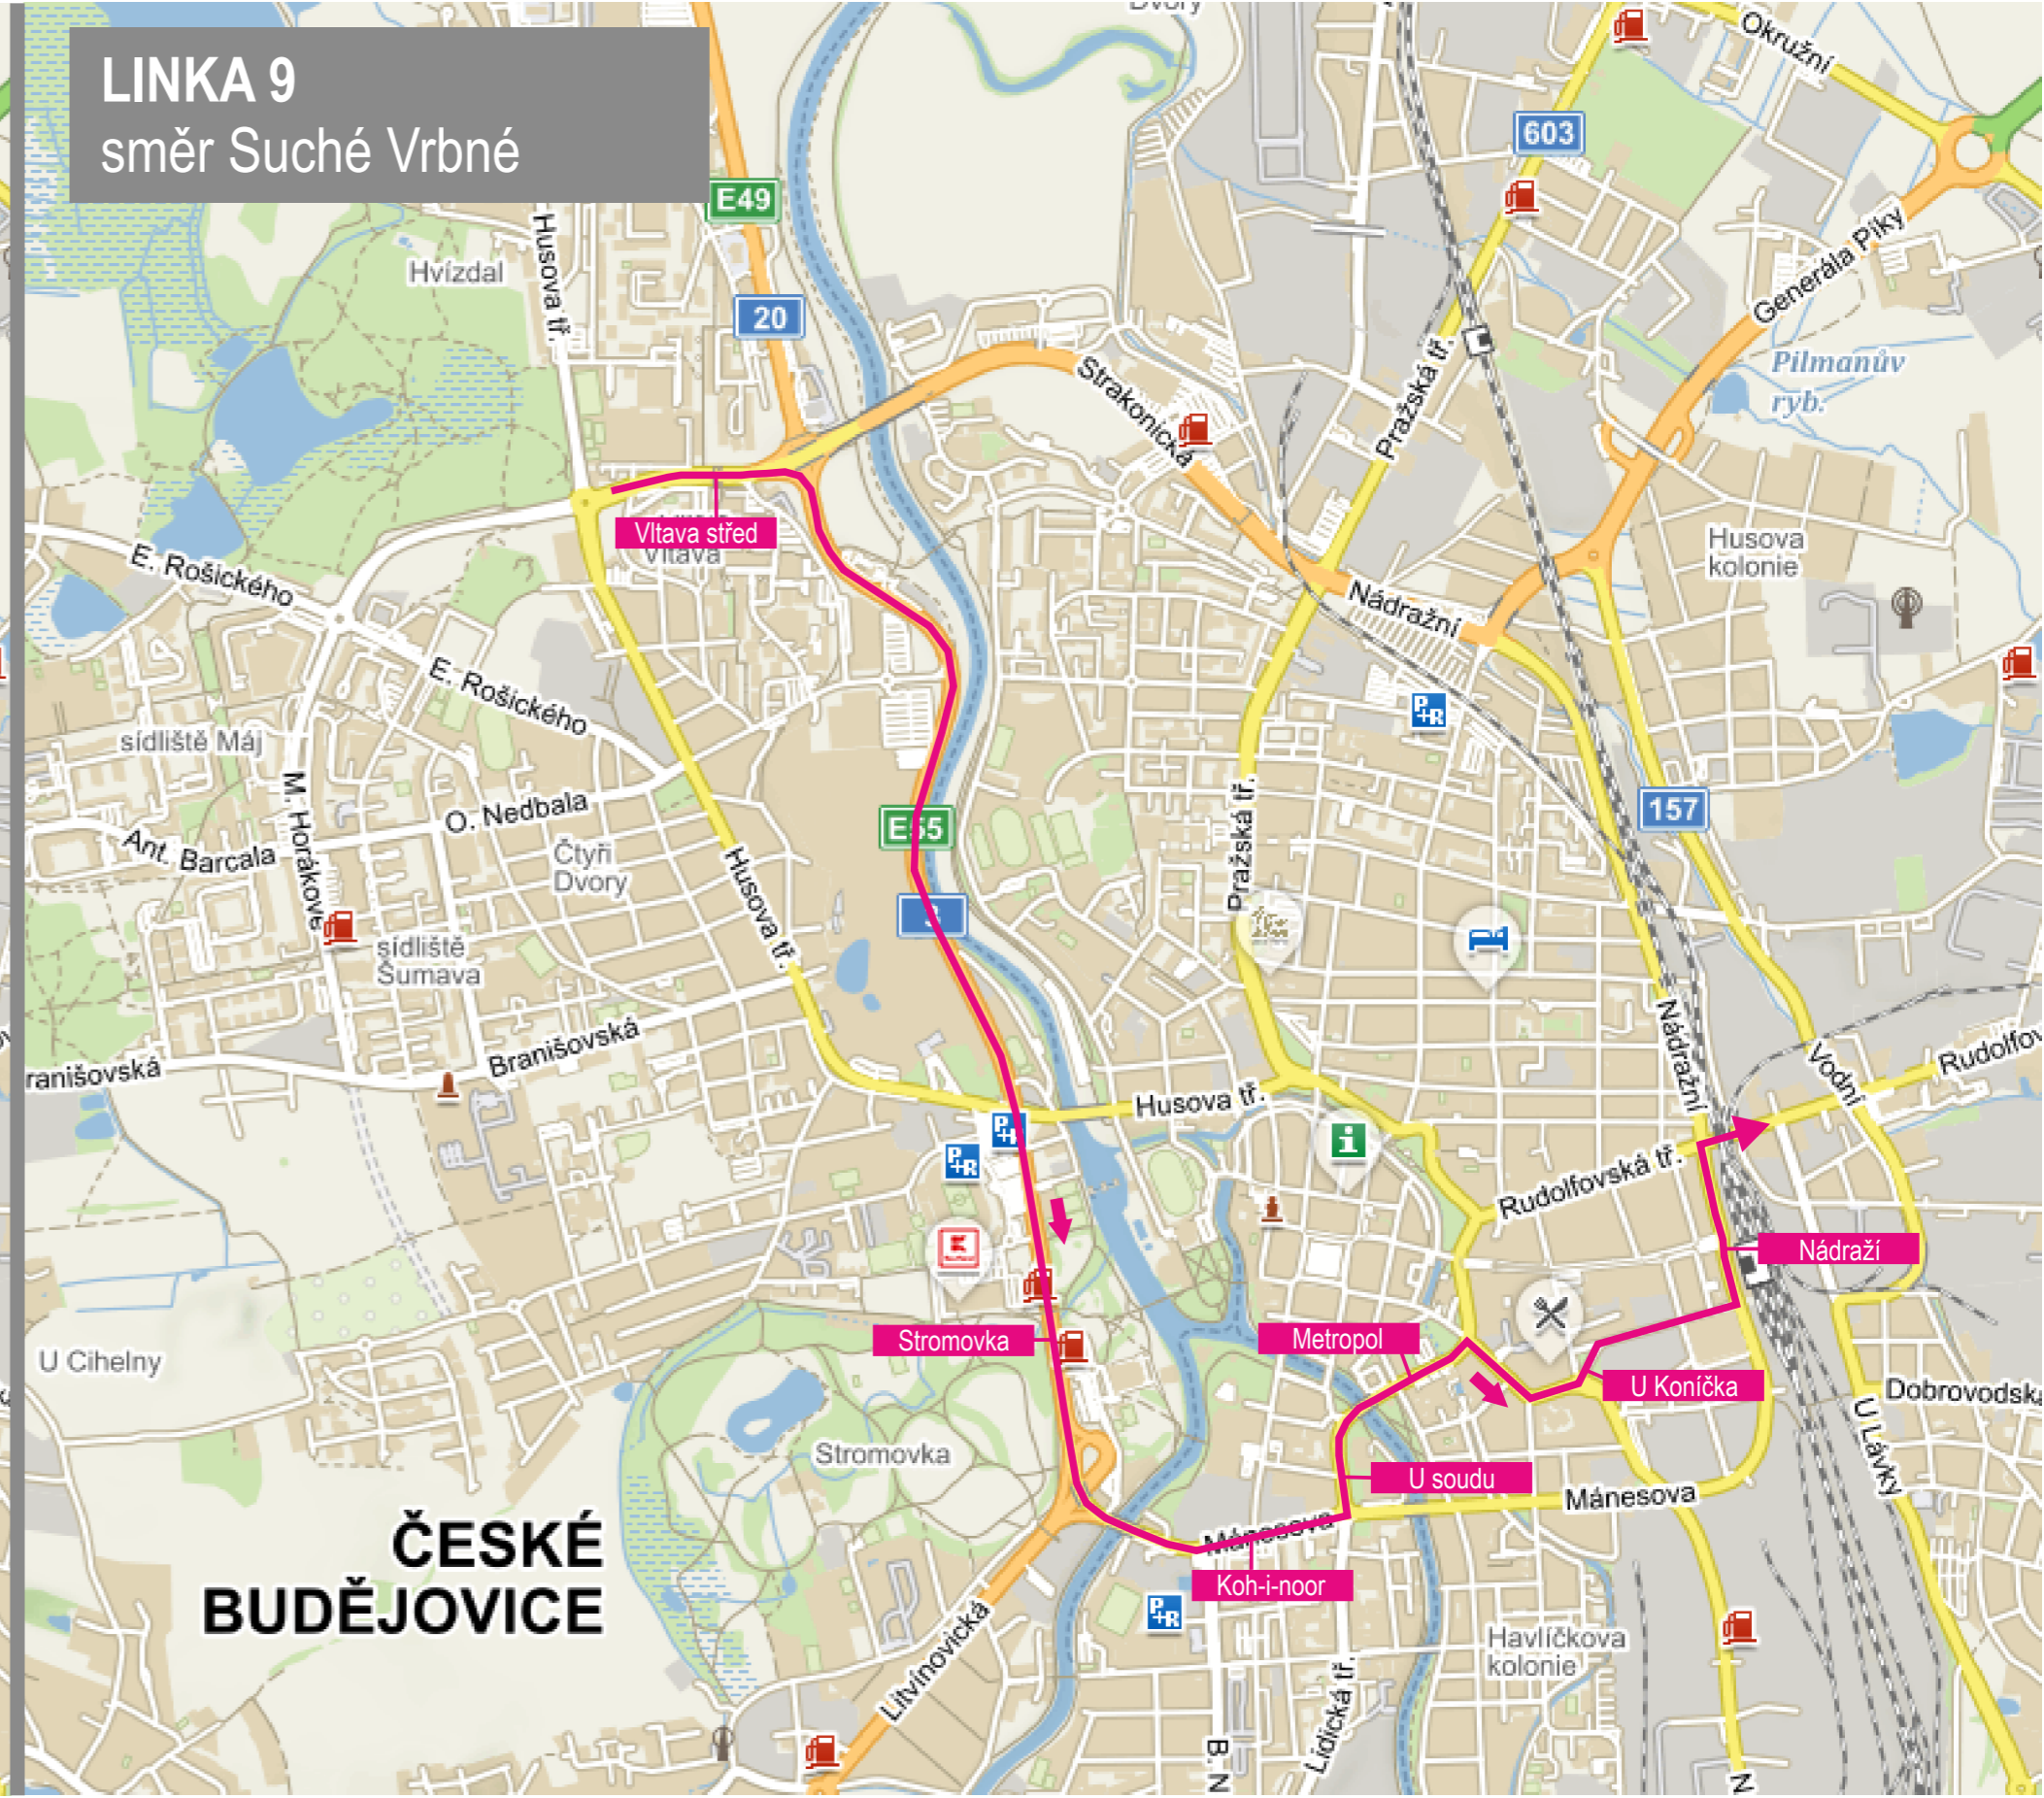 LINKA 9
směr Suché Vrbné
Okružní
603
E49
Husova tř.
Hvízdal
20
Generála Píky
Pilmanův
ryb.
Strakonická
Pražská tř.
Vltava střed
Vltava
Husova
kolonie
E. Rošického
Nádražní
E. Rošického
sídliště Máj
M. Horákové
O. Nedbala
Ant. Barcala
Čtyři
Dvory
E55
157
Pražská tř.
Husova tř.
sídliště
Šumava
P+R
Nádražní
Vodní
Branišovská
ranišovská
Rudolfov
Husova tř.
P+R
P+R
i
Rudolfovská tř.
Nádraží
K
Stromovka
Metropol
U Cihelny
U Koníčka
Dobrovodsk
U Lávky
Stromovka
U soudu
Mánesova
Mánesova
ČESKÉ
BUDĚJOVICE
Koh-i-noor
P+R
Litvínovická
Havlíčkova
kolonie
Lidická tř.
B. N
N